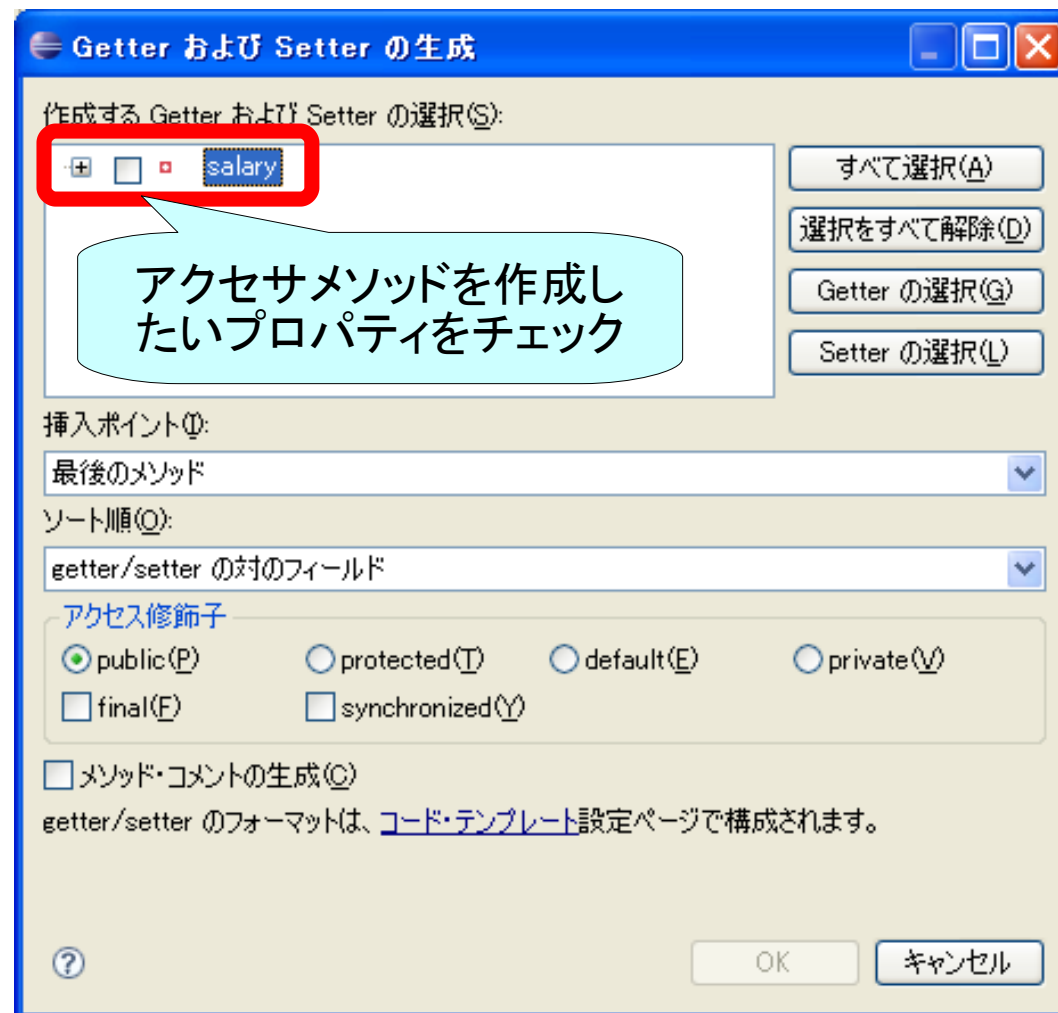 Getter および Setter の生成
作成する Getter および Setter の選択(S):
salary
すべて選択(A)
選択をすべて解除(D)
Getter の選択(G)
Setter の選択(L)
アクセサメソッドを作成し
たいプロパティをチェック
挿入ポイント(I):
最後のメソッド
ソート順(O):
getter/setter の対のフィールド
アクセス修飾子
public(P) protected(T) default(E) private(V)
final(F) synchronized(Y)
メソッド・コメントの生成(C)
getter/setter のフォーマットは、コード・テンプレート設定ページで構成されます。
OK キャンセル